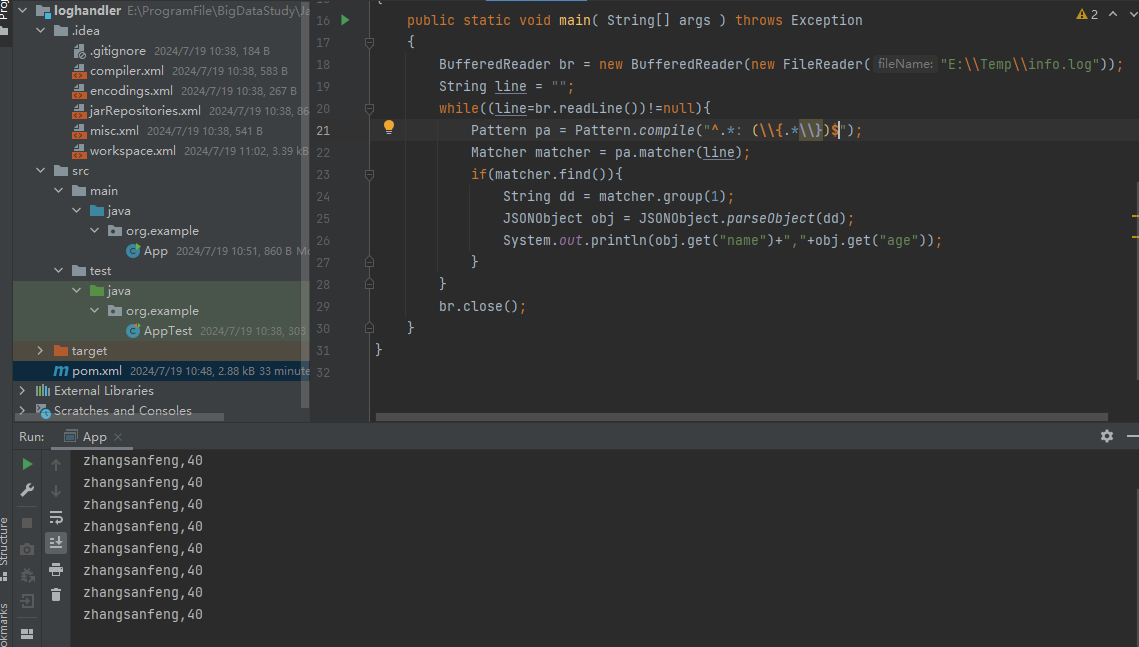 loghandler E:\ProgramFile\BigDataStudy\Ja
.idea
.gitignore 2024/7/19 10:38, 184 B
compiler.xml 2024/7/19 10:38, 583 B
encodings.xml 2024/7/19 10:38, 267 B
jarRepositories.xml 2024/7/19 10:38, 86
misc.xml 2024/7/19 10:38, 541 B
workspace.xml 2024/7/19 11:02, 3.39 kB
src
main
java
org.example
App 2024/7/19 10:51, 860 B Mo
test
java
org.example
AppTest 2024/7/19 10:38, 303
target
pom.xml 2024/7/19 10:48, 2.88 kB 33 minute
External Libraries
Scratches and Consoles
2
16 public static void main( String[] args ) throws Exception
17 {
18 BufferedReader br = new BufferedReader(new FileReader( fileName: "E:\\Temp\\info.log"));
19 String line = "";
20 while((line=br.readLine())!=null){
21 Pattern pa = Pattern.compile("^.*: (\\{.*\\})$");
22 Matcher matcher = pa.matcher(line);
23 if(matcher.find()){
24 String dd = matcher.group(1);
25 JSONObject obj = JSONObject.parseObject(dd);
26 System.out.println(obj.get("name")+","+obj.get("age"));
27 }
28 }
29 br.close();
30 }
31 }
32
Run: App
zhangsanfeng,40
zhangsanfeng,40
zhangsanfeng,40
zhangsanfeng,40
zhangsanfeng,40
zhangsanfeng,40
zhangsanfeng,40
zhangsanfeng,40
Structure